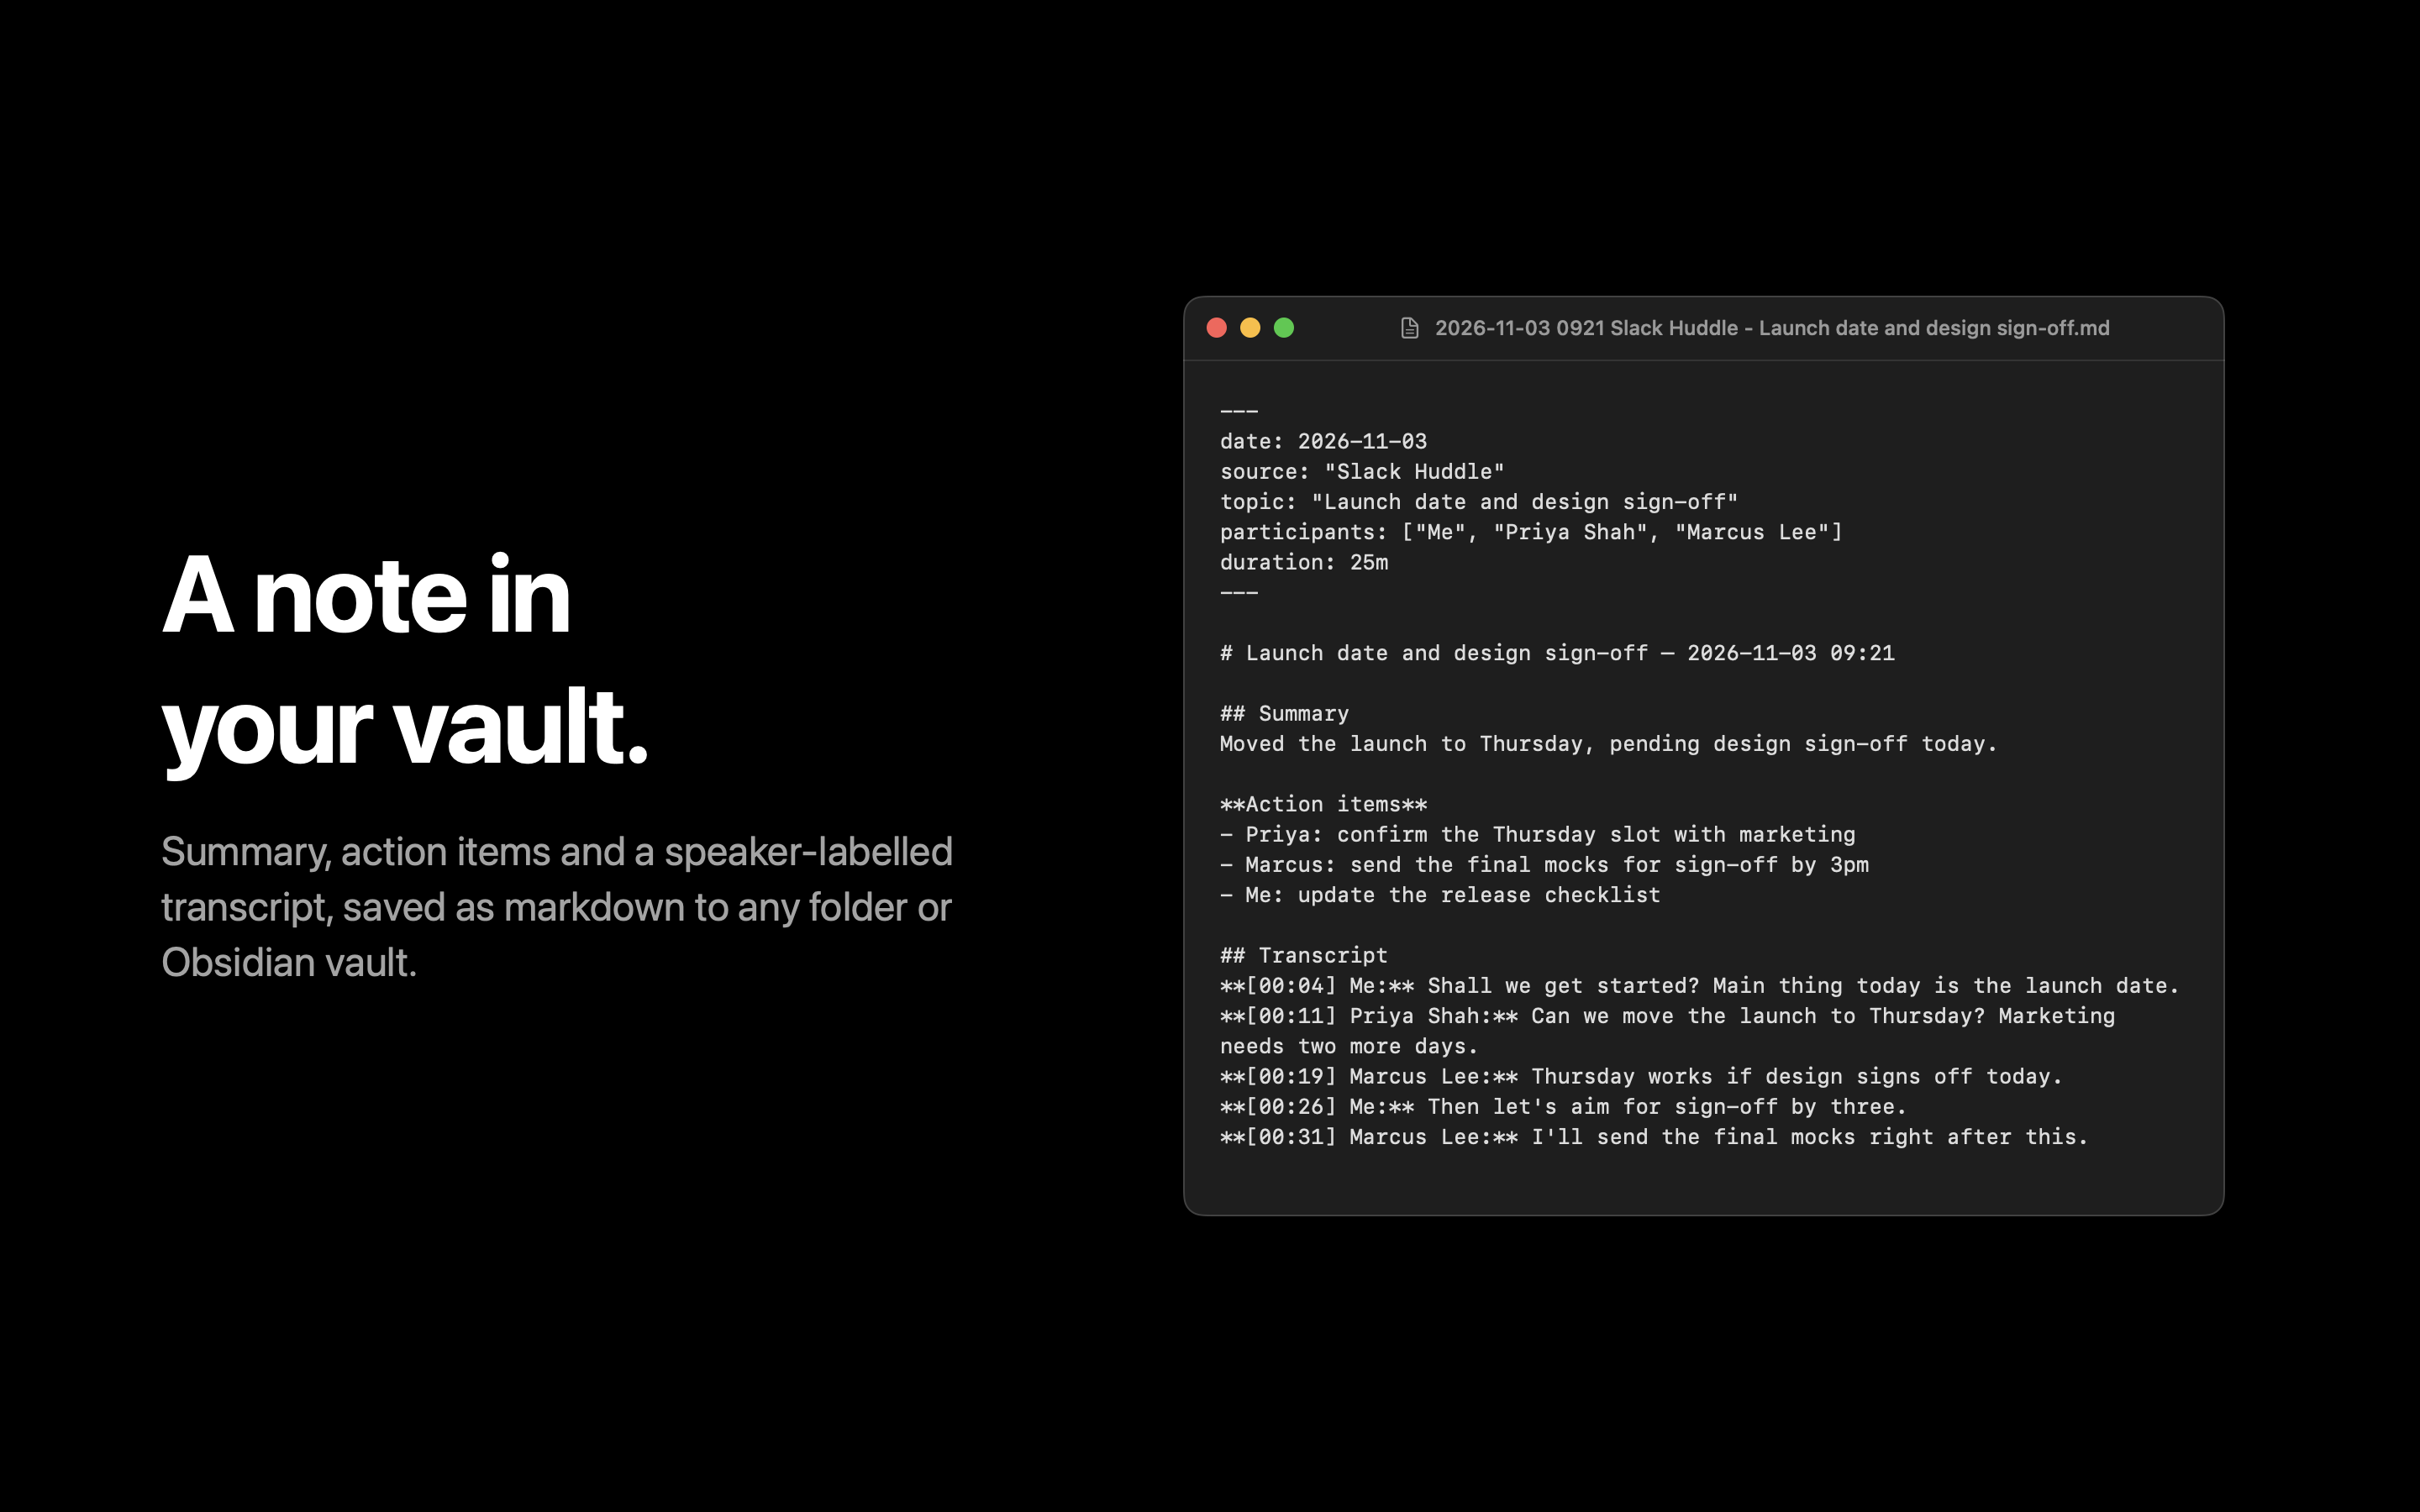 A note in
your vault.
Summary, action items and a speaker-labelled
transcript, saved as markdown to any folder or
Obsidian vault.
2026-11-03 0921 Slack Huddle - Launch date and design sign-off.md
---
date: 2026-11-03
source: "Slack Huddle"
topic: "Launch date and design sign-off"
participants: ["Me", "Priya Shah", "Marcus Lee"]
duration: 25m
---
# Launch date and design sign-off — 2026-11-03 09:21
## Summary
Moved the launch to Thursday, pending design sign-off today.
**Action items**
- Priya: confirm the Thursday slot with marketing
- Marcus: send the final mocks for sign-off by 3pm
- Me: update the release checklist
## Transcript
**[00:04] Me:** Shall we get started? Main thing today is the launch date.
**[00:11] Priya Shah:** Can we move the launch to Thursday? Marketing
needs two more days.
**[00:19] Marcus Lee:** Thursday works if design signs off today.
**[00:26] Me:** Then let's aim for sign-off by three.
**[00:31] Marcus Lee:** I'll send the final mocks right after this.